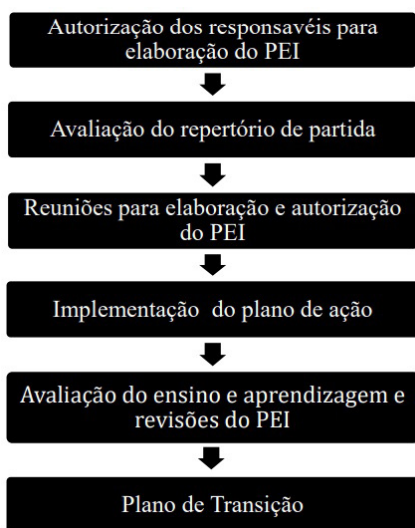 Autorização dos responsavéis para
elaboração do PEI
Avaliação do repertório de partida
Reuniões para elaboração e autorização
do PEI
Implementação do plano de ação
Avaliação do ensino e aprendizagem e
revisões do PEI
Plano de Transição